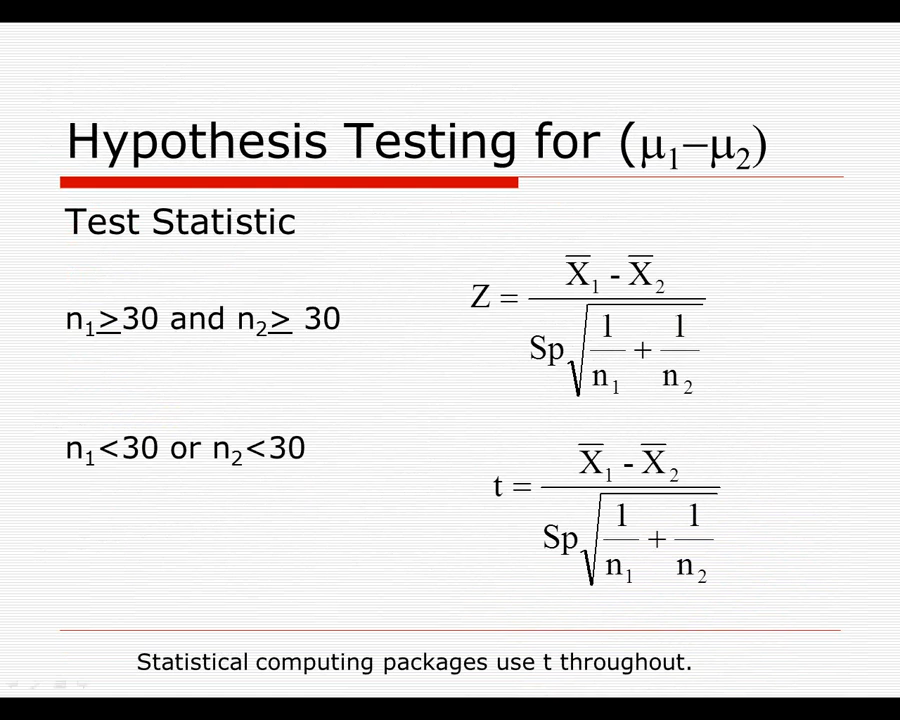 Hypothesis Testing for (μ₁−μ₂)
Test Statistic
n₁≥30 and n₂≥ 30
Z = (X̅₁ - X̅₂) / (Sp√(1/n₁ + 1/n₂))
n₁<30 or n₂<30
t = (X̅₁ - X̅₂) / (Sp√(1/n₁ + 1/n₂))
Statistical computing packages use t throughout.